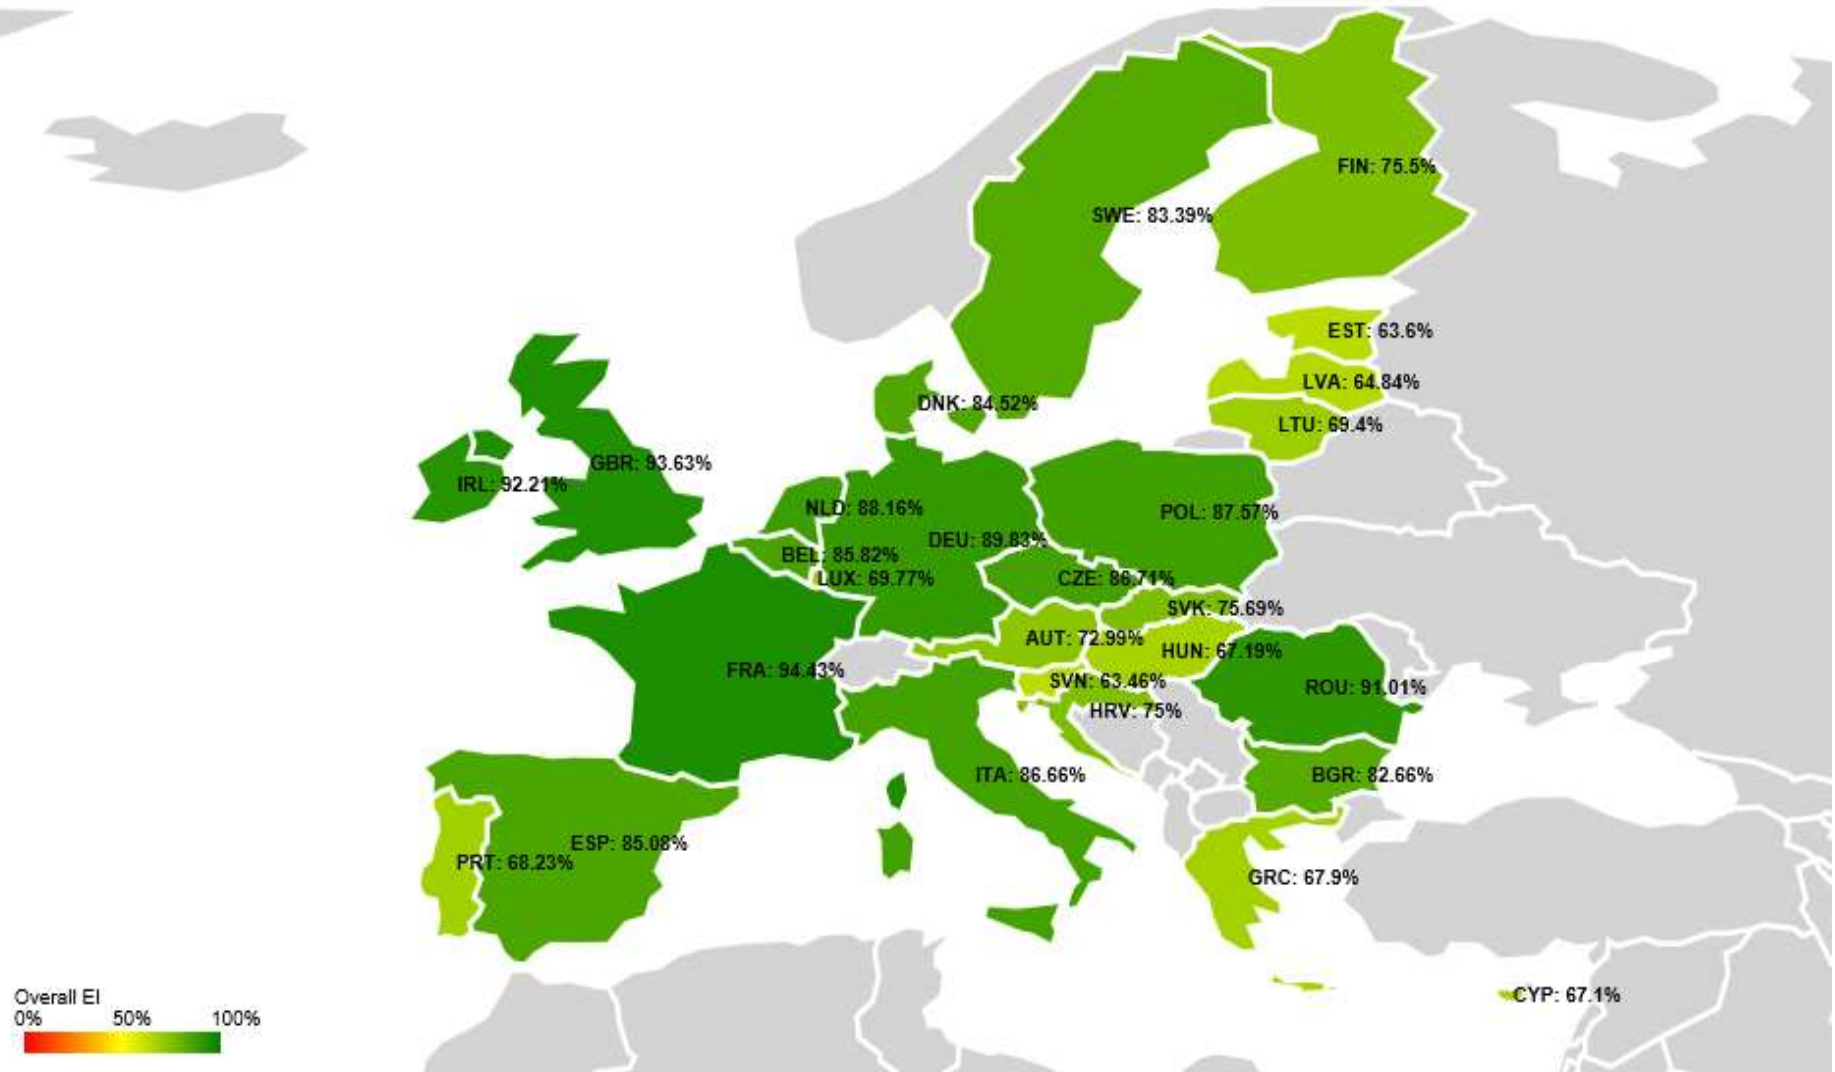 FIN: 75.5%
SWE: 83.39%
EST: 63.6%
LVA: 64.84%
DNK: 84.52%
LTU: 69.4%
GBR: 93.63%
IRL: 92.21%
NLD: 88.16%
POL: 87.57%
DEU: 89.83%
BEL: 85.82%
LUX: 69.77%
CZE: 86.71%
SVK: 75.69%
AUT: 72.99%
HUN: 67.19%
FRA: 94.43%
SVN: 63.46%
ROU: 91.01%
HRV: 75%
ITA: 86.66%
BGR: 82.66%
ESP: 85.08%
PRT: 68.23%
GRC: 67.9%
CYP: 67.1%
Overall EI
0% 50% 100%